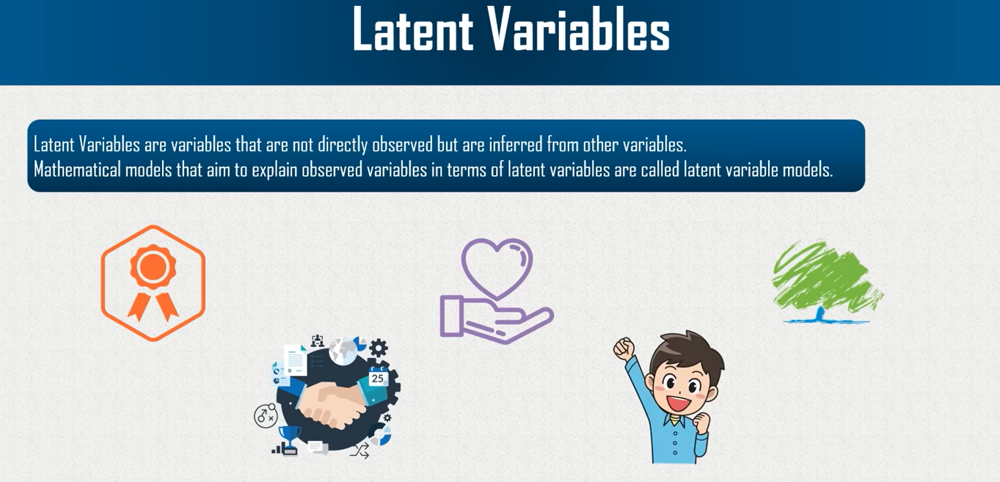 Latent Variables
Latent Variables are variables that are not directly observed but are inferred from other variables.
Mathematical models that aim to explain observed variables in terms of latent variables are called latent variable models.
25